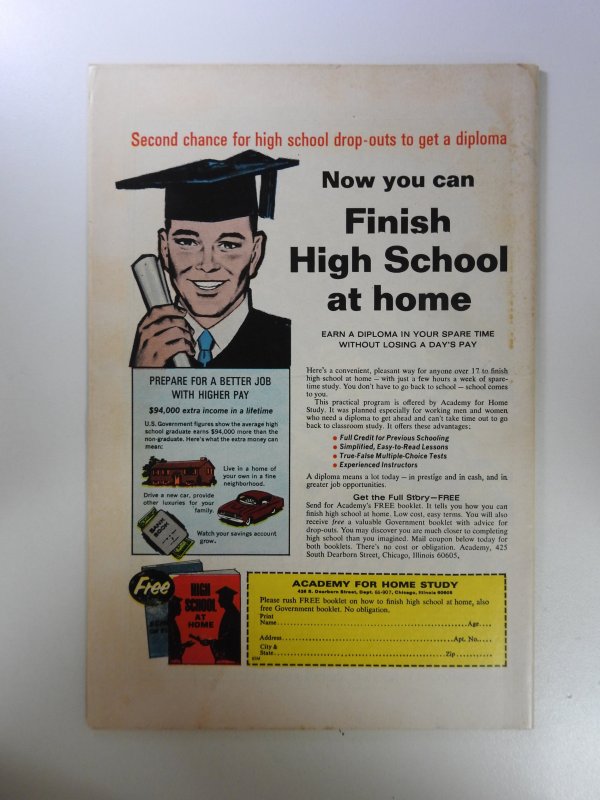 Second chance for high school drop-outs to get a diploma
Now you can
Finish
High School
at home
EARN A DIPLOMA IN YOUR SPARE TIME
WITHOUT LOSING A DAY'S PAY
PREPARE FOR A BETTER JOB
WITH HIGHER PAY
$94,000 extra income in a lifetime
U.S. Government figures show the average high
school graduate earns $94,000 more than the
non-graduate. Here's what the extra money can
mean:
Live in a home of
your own in a fine
neighborhood.
Drive a new car, provide
other luxuries for your
family.
BANK
BOOK
Watch your savings account
grow..
Here's a convenient, pleasant way for anyone over 17 to finish
high school at home — with just a few hours a week of spare-
time study. You don't have to go back to school — school comes
to you.
This practical program is offered by Academy for Home
Study. It was planned especially for working men and women
who need a diploma to get ahead and can't take time out to go
back to classroom study. It offers these advantages:
• Full Credit for Previous Schooling
• Simplified, Easy-to-Read Lessons
• True-False Multiple-Choice Tests
• Experienced Instructors
A diploma means a lot today — in prestige and in cash, and in
greater job opportunities.
Get the Full Story—FREE
Send for Academy's FREE booklet. It tells you how you can
finish high school at home. Low cost, easy terms. You will also
receive free a valuable Government booklet with advice for
drop-outs. You may discover you are much closer to completing
high school than you imagined. Mail coupon below today for
both booklets. There's no cost or obligation. Academy, 425
South Dearborn Street, Chicago, Illinois 60605,
Free
HIGH
SCHOOL
AT
HOME
ACADEMY FOR HOME STUDY
Chicago, Illinois 60605
Please rush FREE booklet on how to finish high school at home, also
free Government booklet. No obligation.
Print
Name Age
Address Apt. No.
City &
State Zip